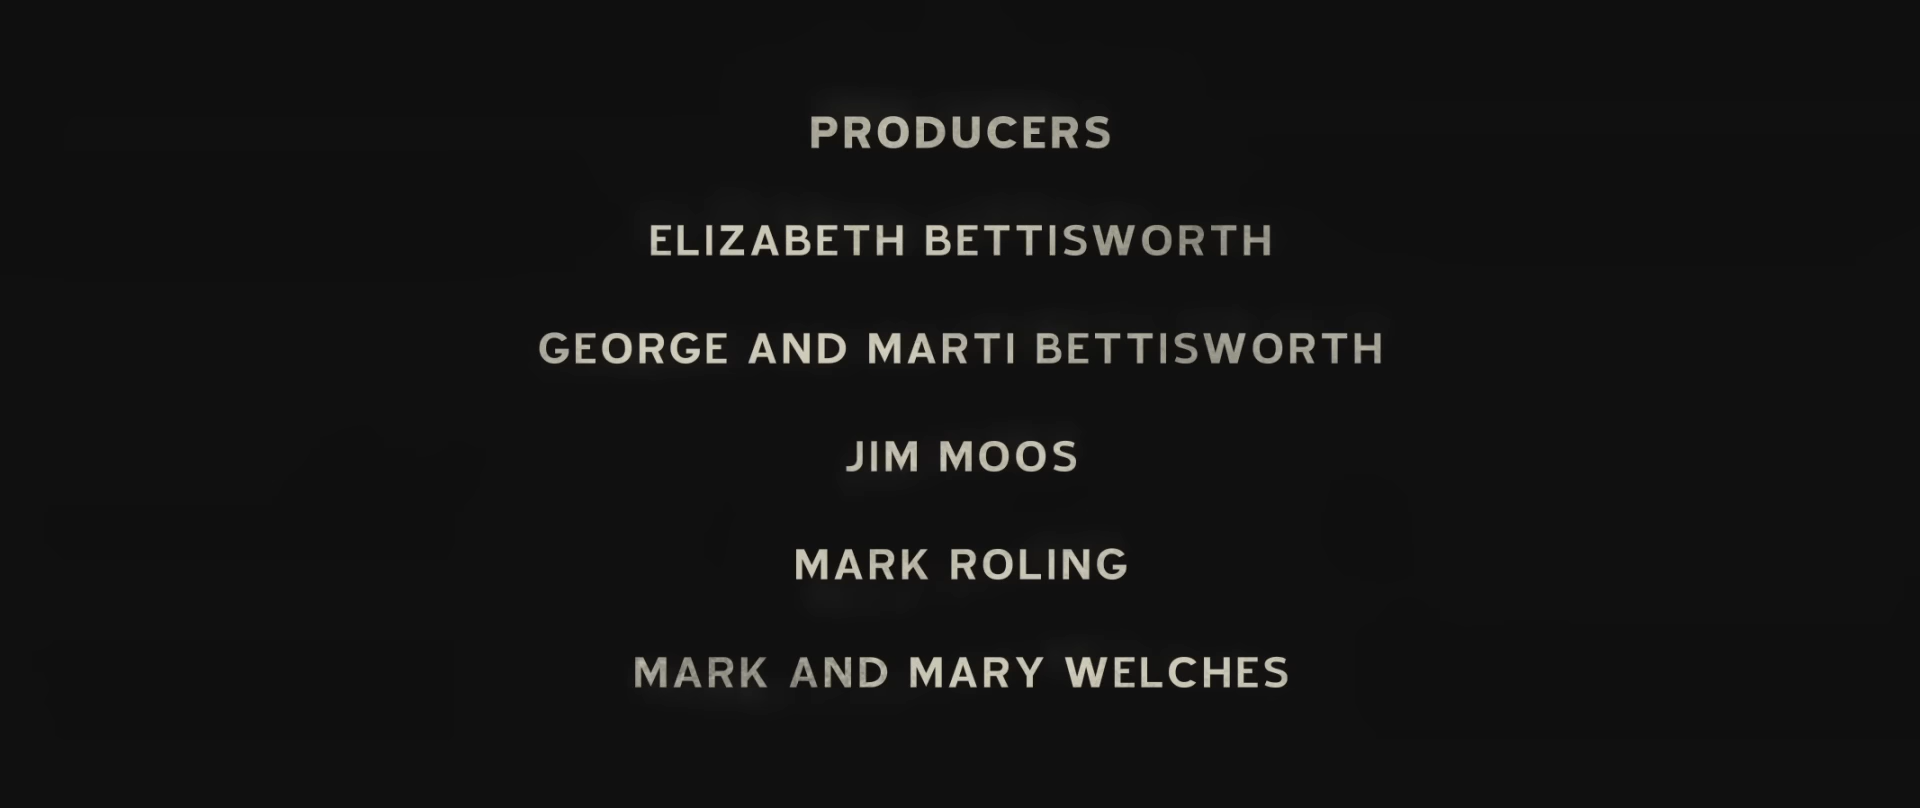 PRODUCERS
ELIZABETH BETTISWORTH
GEORGE AND MARTI BETTISWORTH
JIM MOOS
MARK ROLING
MARK AND MARY WELCHES